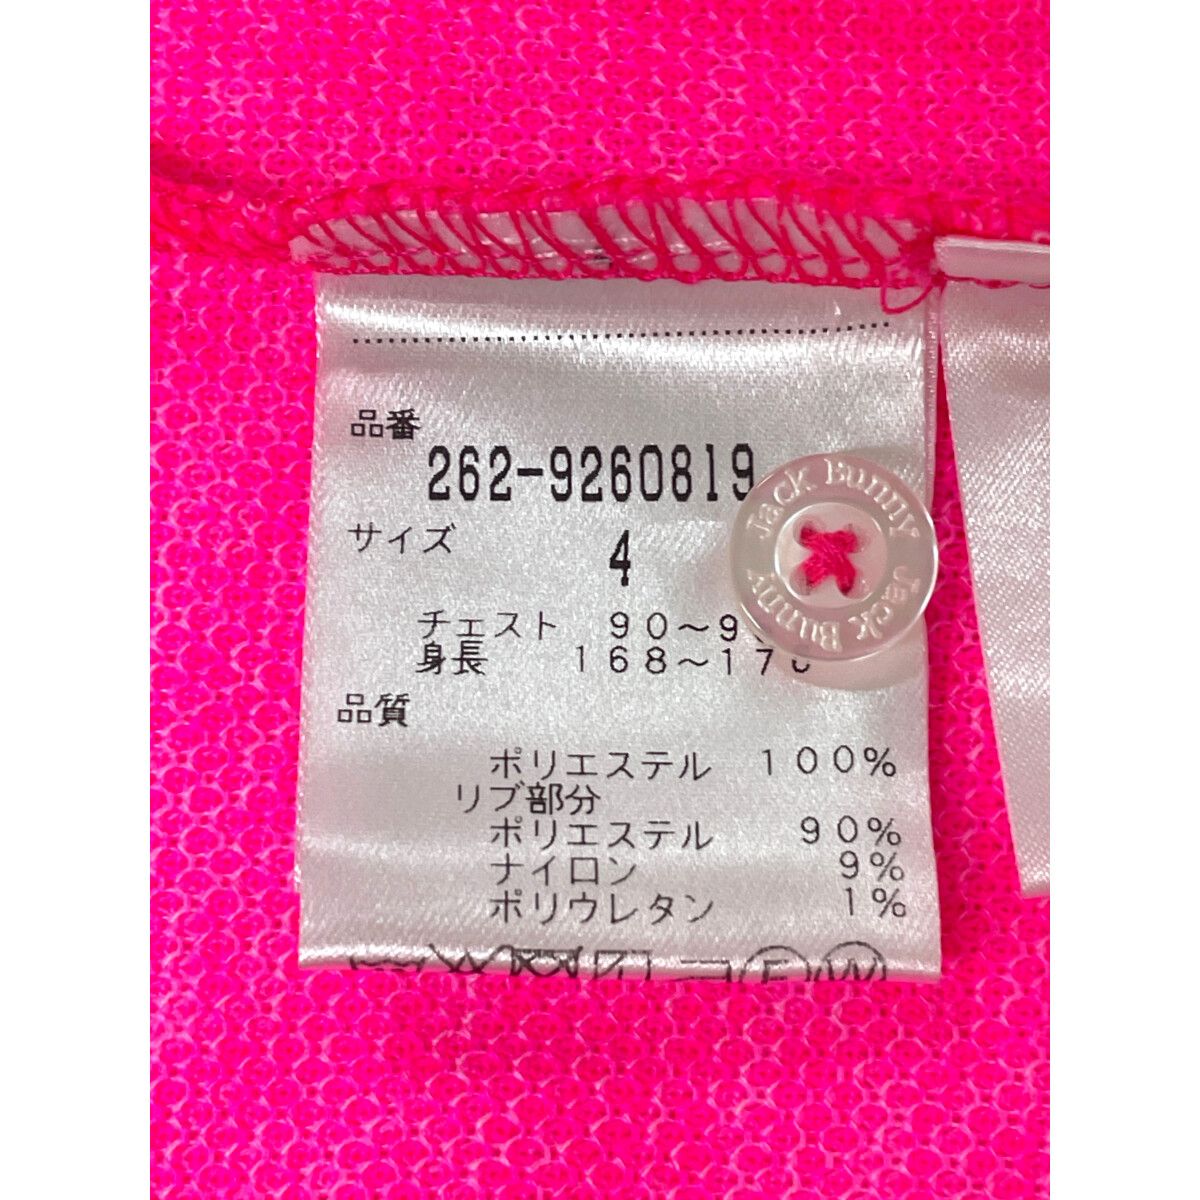 品番
262-9260819
サイズ 4
チェスト 90～9
身長 168～17
品質
ポリエステル 100%
リブ部分
ポリエステル 90%
ナイロン 9%
ポリウレタン 1%
Jack Bunny
Jack Bunny